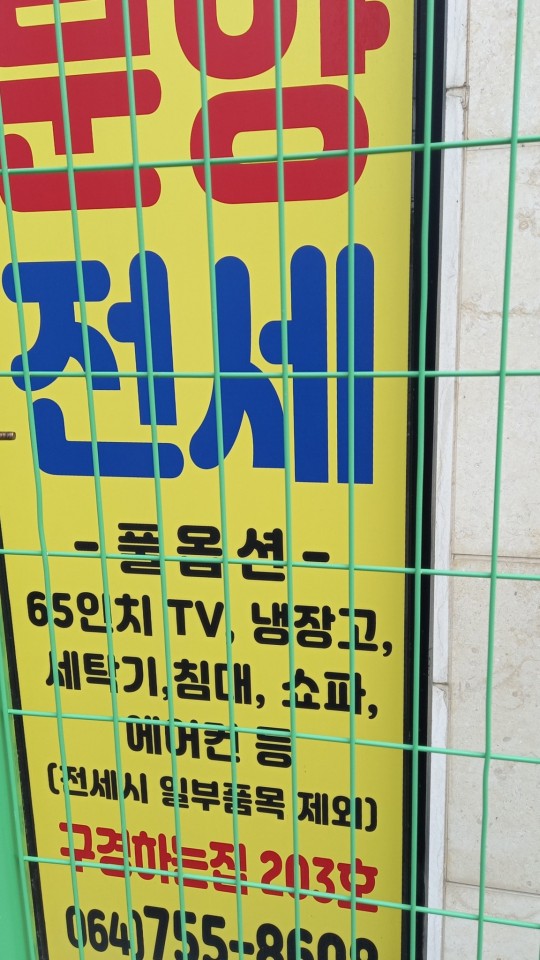 분양
전세
- 풀옵션 -
65인치 TV, 냉장고,
세탁기,침대, 쇼파,
에어컨 등
(전세시 일부품목 제외)
구경하는집 203호
064)755-8609